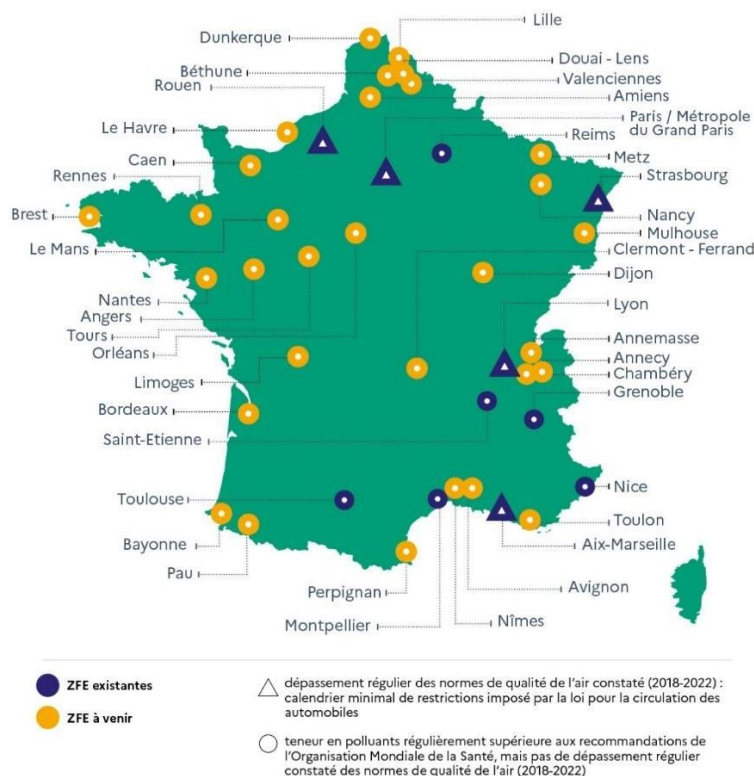 Lille
Dunkerque
Douai - Lens
Béthune
Valenciennes
Rouen
Amiens
Paris / Métropole
du Grand Paris
Le Havre
Reims
Caen
Metz
Rennes
Strasbourg
Brest
Nancy
Mulhouse
Le Mans
Clermont - Ferrand
Dijon
Nantes
Lyon
Angers
Tours
Annemasse
Orléans
Annecy
Chambéry
Limoges
Grenoble
Bordeaux
Saint-Etienne
Toulouse
Nice
Toulon
Bayonne
Aix-Marseille
Pau
Avignon
Perpignan
Nîmes
Montpellier
ZFE existantes
ZFE à venir
dépassement régulier des normes de qualité de l'air constaté (2018-2022) :
calendrier minimal de restrictions imposé par la loi pour la circulation des
automobiles
teneur en polluants régulièrement supérieure aux recommandations de
l'Organisation Mondiale de la Santé, mais pas de dépassement régulier
constaté des normes de qualité de l'air (2018-2022)